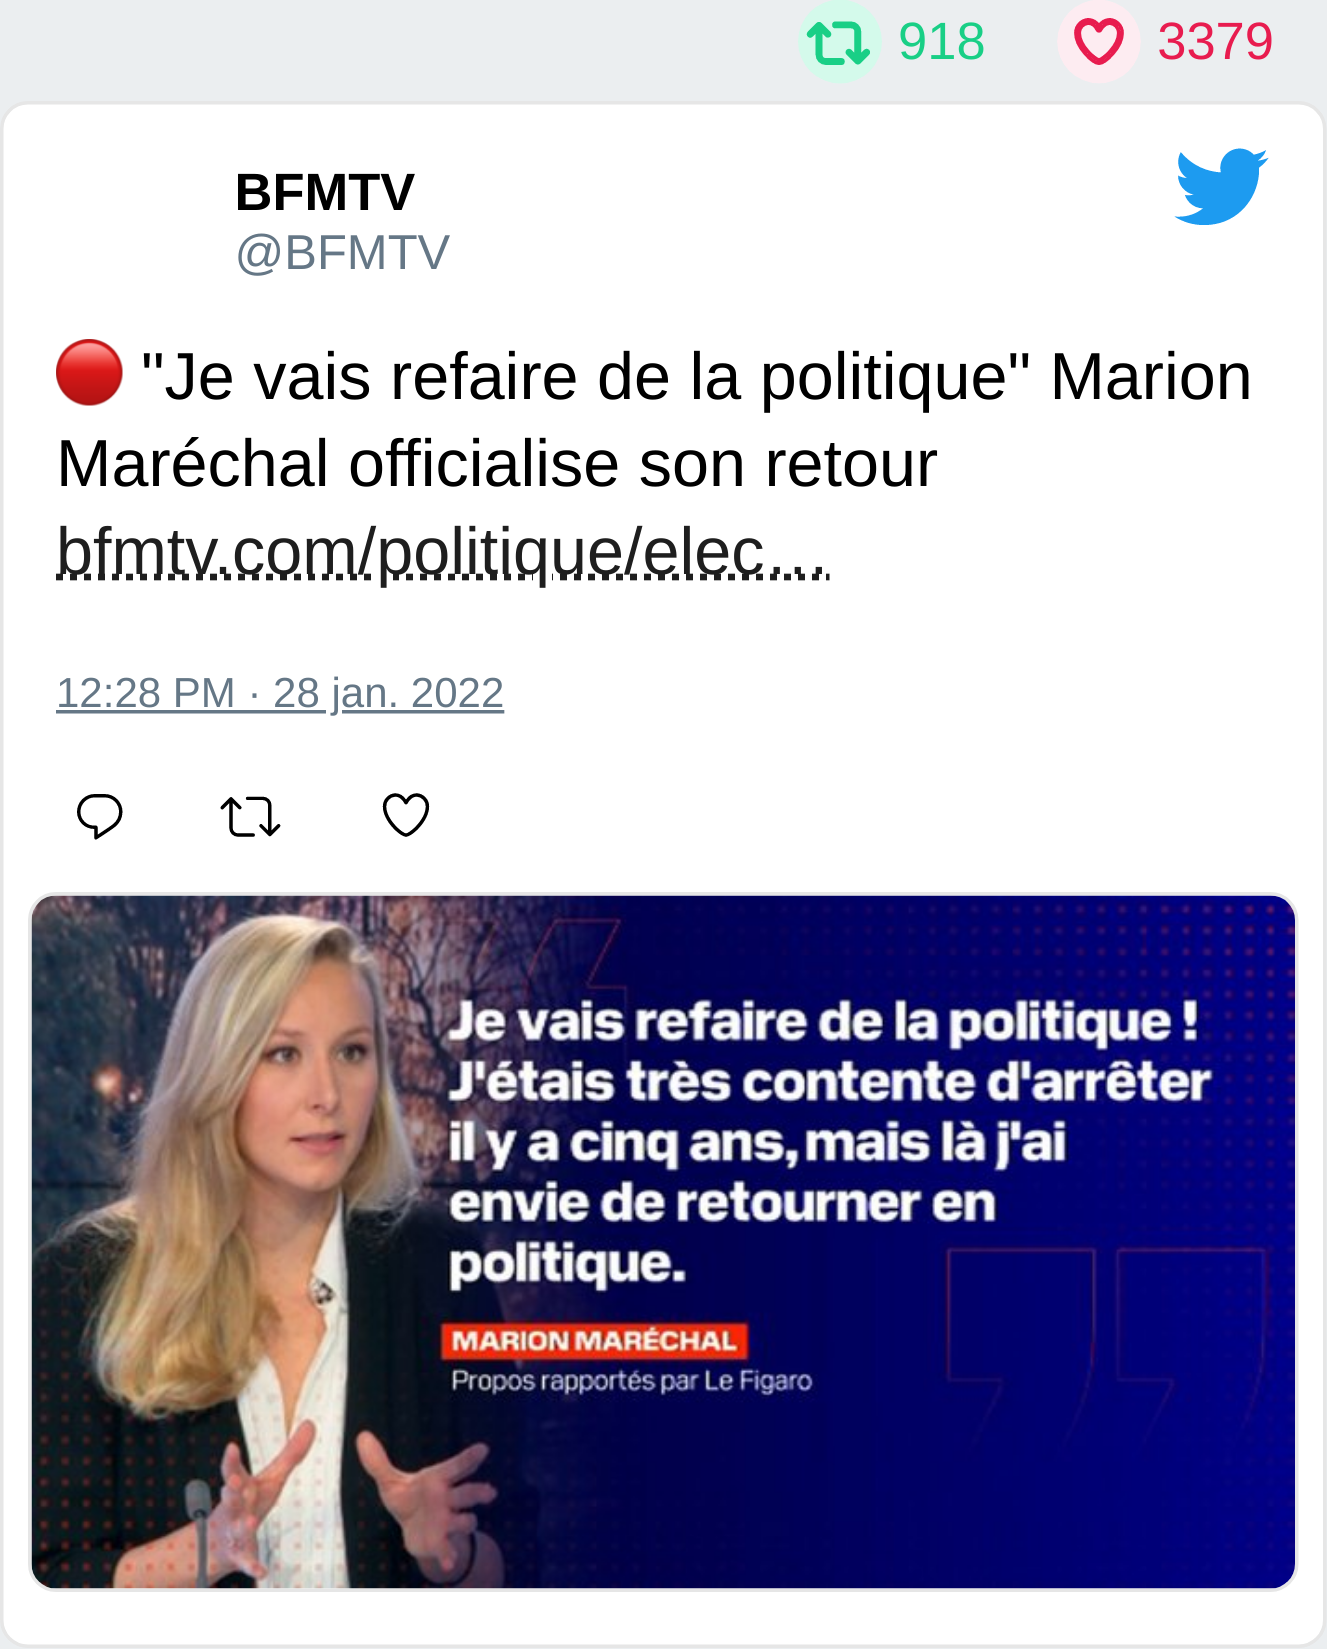 918 3379
BFMTV
@BFMTV
🔴 "Je vais refaire de la politique" Marion
Maréchal officialise son retour
bfmtv.com/politique/elec…
12:28 PM · 28 jan. 2022
Je vais refaire de la politique !
J'étais très contente d'arrêter
il y a cinq ans, mais là j'ai
envie de retourner en
politique.
MARION MARÉCHAL
Propos rapportés par Le Figaro